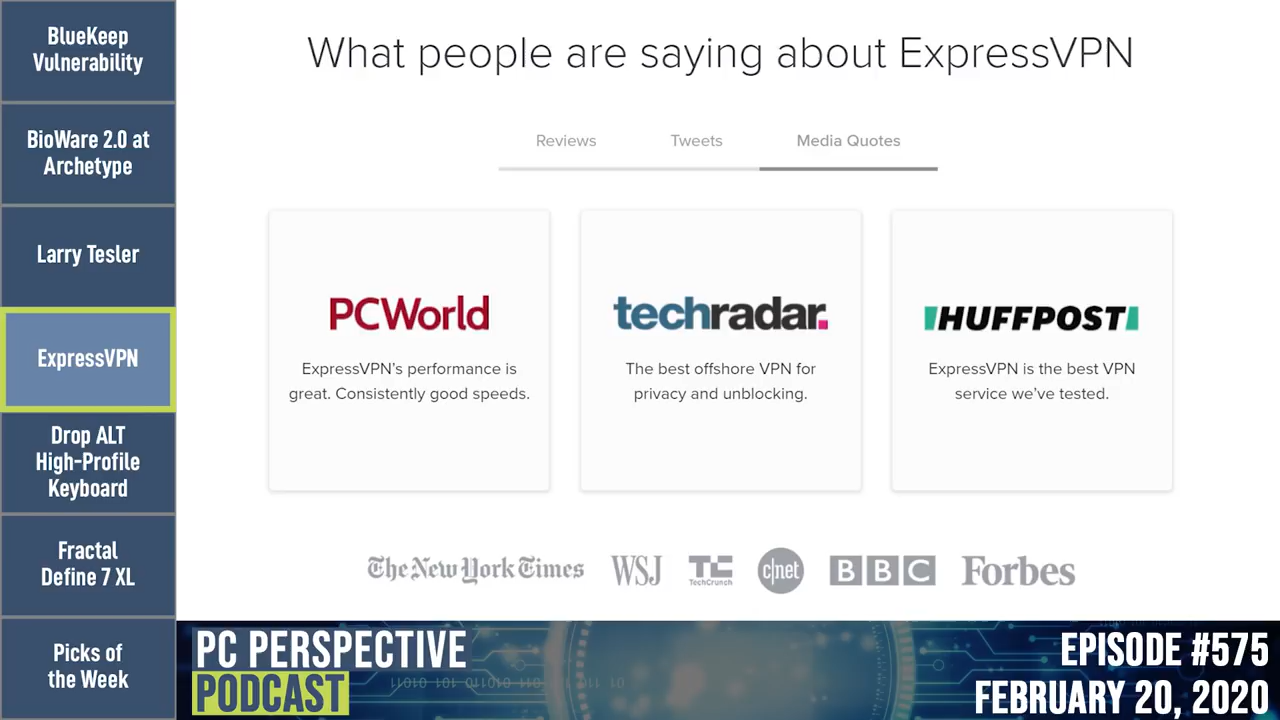 BlueKeep
Vulnerability
BioWare 2.0 at
Archetype
Larry Tesler
ExpressVPN
Drop ALT
High-Profile
Keyboard
Fractal
Define 7 XL
Picks of
the Week
What people are saying about ExpressVPN
Reviews Tweets Media Quotes
PCWorld
ExpressVPN's performance is
great. Consistently good speeds.
techradar.
The best offshore VPN for
privacy and unblocking.
HUFFPOST
ExpressVPN is the best VPN
service we've tested.
The New York Times WSJ TC TechCrunch c|net BBC Forbes
PC PERSPECTIVE
PODCAST
EPISODE #575
FEBRUARY 20, 2020